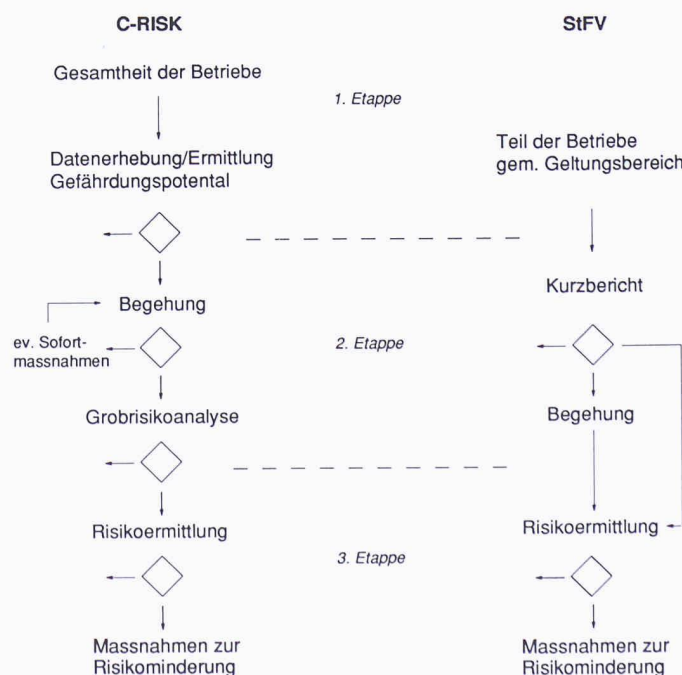 C-RISK
StFV
Gesamtheit der Betriebe
1. Etappe
Teil der Betriebe
gem. Geltungsbereich
Datenerhebung/Ermittlung
Gefährdungspotental
Kurzbericht
Begehung
ev. Sofort-
massnahmen
2. Etappe
Begehung
Grobrisikoanalyse
Risikoermittlung
Risikoermittlung
3. Etappe
Massnahmen zur
Risikominderung
Massnahmen zur
Risikominderung